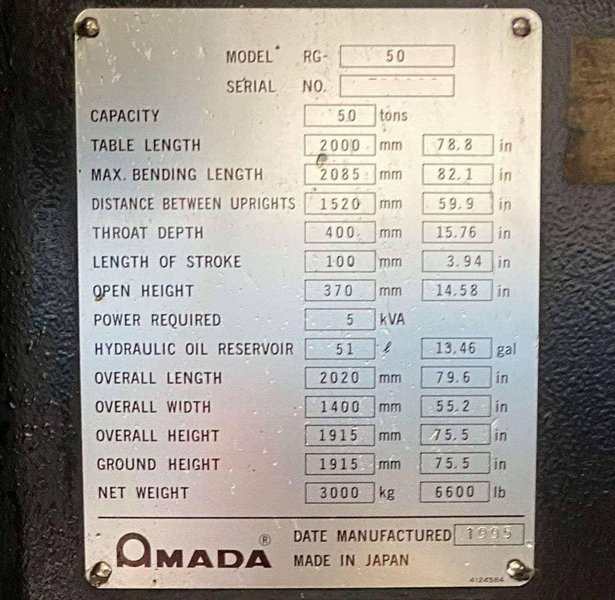 MODEL RG- 50
SERIAL NO.
CAPACITY 50 tons
TABLE LENGTH 2000 mm 78.8 in
MAX. BENDING LENGTH 2085 mm 82.1 in
DISTANCE BETWEEN UPRIGHTS 1520 mm 59.9 in
THROAT DEPTH 400 mm 15.76 in
LENGTH OF STROKE 100 mm 3.94 in
OPEN HEIGHT 370 mm 14.58 in
POWER REQUIRED 5 kVA
HYDRAULIC OIL RESERVOIR 51 ℓ 13.46 gal
OVERALL LENGTH 2020 mm 79.6 in
OVERALL WIDTH 1400 mm 55.2 in
OVERALL HEIGHT 1915 mm 75.5 in
GROUND HEIGHT 1915 mm 75.5 in
NET WEIGHT 3000 kg 6600 lb
AMADA ® DATE MANUFACTURED 1995
MADE IN JAPAN